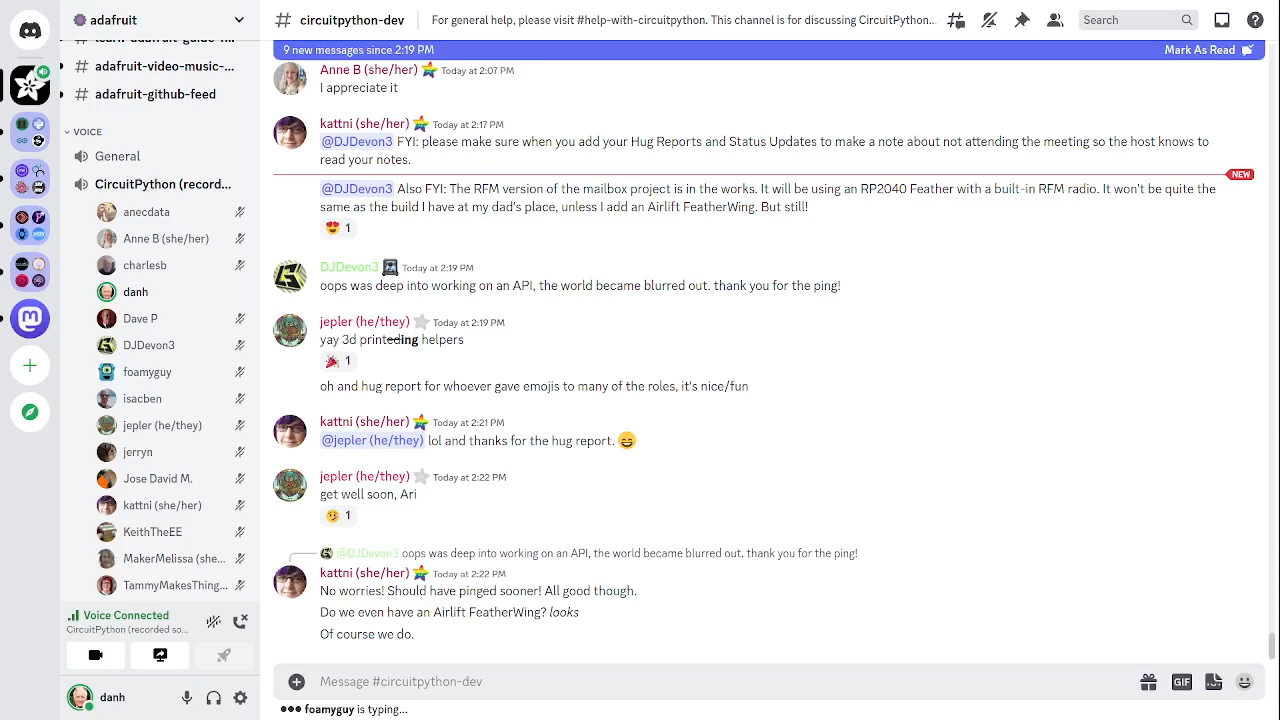 adafruit
circuitpython-dev
For general help, please visit #help-with-circuitpython. This channel is for discussing CircuitPython...
Search
9 new messages since 2:19 PM
Mark As Read
adafruit-video-music-...
adafruit-github-feed
VOICE
General
CircuitPython (record...
anecdata
Anne B (she/her)
charlesb
danh
Dave P
DJDevon3
foamyguy
isacben
jepler (he/they)
jerryn
Jose David M.
kattni (she/her)
KeithTheEE
MakerMelissa (she...
TammyMakesThing...
Voice Connected
CircuitPython (recorded so...
danh
Anne B (she/her) Today at 2:07 PM
I appreciate it
kattni (she/her) Today at 2:17 PM
@DJDevon3 FYI: please make sure when you add your Hug Reports and Status Updates to make a note about not attending the meeting so the host knows to
read your notes.
NEW
@DJDevon3 Also FYI: The RFM version of the mailbox project is in the works. It will be using an RP2040 Feather with a built-in RFM radio. It won't be quite the
same as the build I have at my dad's place, unless I add an Airlift FeatherWing. But still!
1
DJDevon3 Today at 2:19 PM
oops was deep into working on an API, the world became blurred out. thank you for the ping!
jepler (he/they) Today at 2:19 PM
yay 3d printeding helpers
1
oh and hug report for whoever gave emojis to many of the roles, it's nice/fun
kattni (she/her) Today at 2:21 PM
@jepler (he/they) lol and thanks for the hug report.
jepler (he/they) Today at 2:22 PM
get well soon, Ari
1
@DJDevon3 oops was deep into working on an API, the world became blurred out. thank you for the ping!
kattni (she/her) Today at 2:22 PM
No worries! Should have pinged sooner! All good though.
Do we even have an Airlift FeatherWing? looks
Of course we do.
Message #circuitpython-dev
GIF
foamyguy is typing...